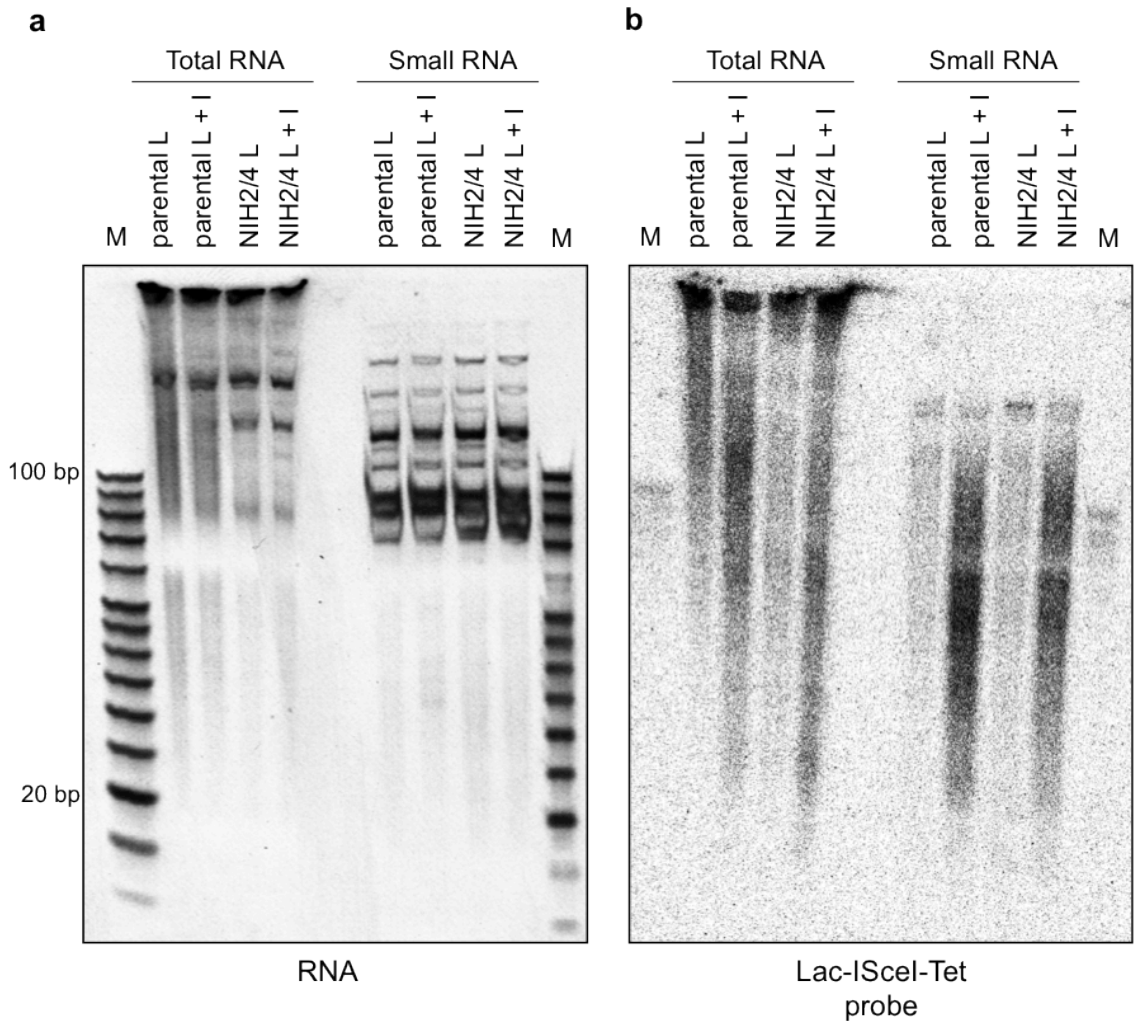 a
Total RNA
Small RNA
M
parental L
parental L + I
NIH2/4 L
NIH2/4 L + I
parental L
parental L + I
NIH2/4 L
NIH2/4 L + I
M
100 bp
20 bp
RNA
b
Total RNA
Small RNA
M
parental L
parental L + I
NIH2/4 L
NIH2/4 L + I
parental L
parental L + I
NIH2/4 L
NIH2/4 L + I
M
Lac-ISceI-Tet
probe